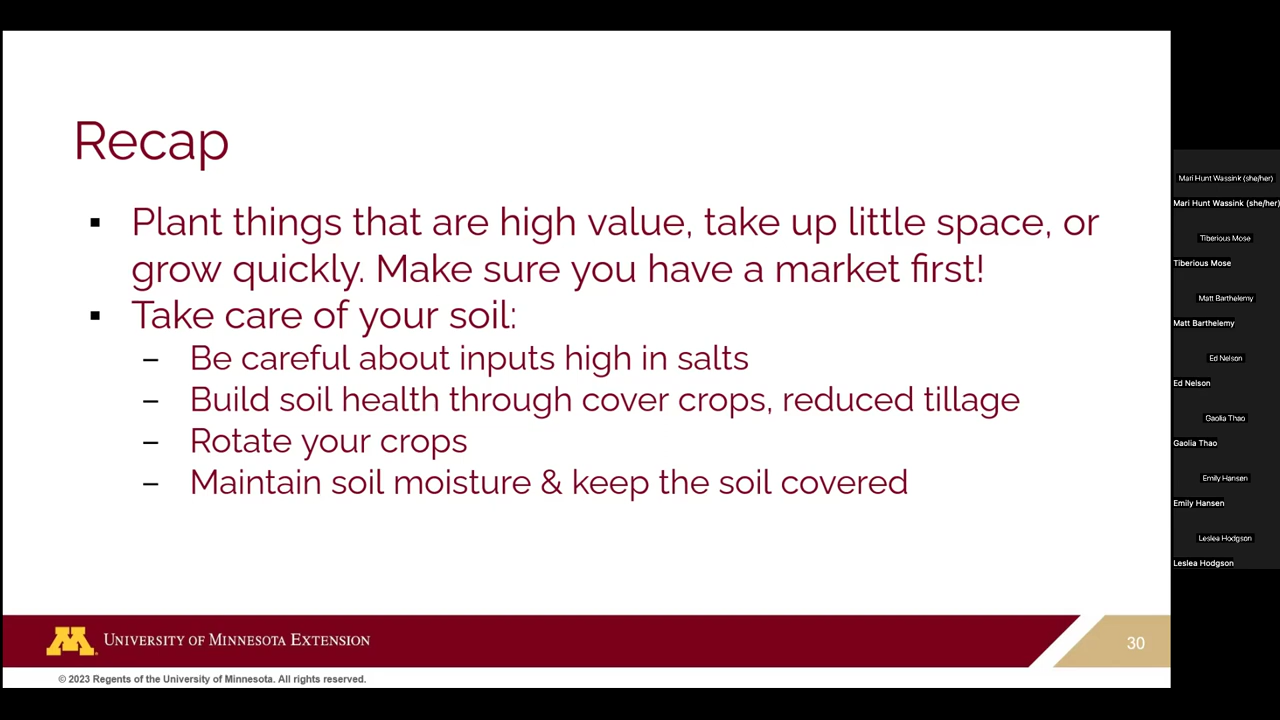 Recap
▪ Plant things that are high value, take up little space, or
grow quickly. Make sure you have a market first!
▪ Take care of your soil:
– Be careful about inputs high in salts
– Build soil health through cover crops, reduced tillage
– Rotate your crops
– Maintain soil moisture & keep the soil covered
M
UNIVERSITY OF MINNESOTA EXTENSION
30
© 2023 Regents of the University of Minnesota. All rights reserved.
Mari Hunt Wassink (she/her)
Mari Hunt Wassink (she/her)
Tiberious Mose
Tiberious Mose
Matt Barthelemy
Matt Barthelemy
Ed Nelson
Ed Nelson
Gaolia Thao
Gaolia Thao
Emily Hansen
Emily Hansen
Leslea Hodgson
Leslea Hodgson